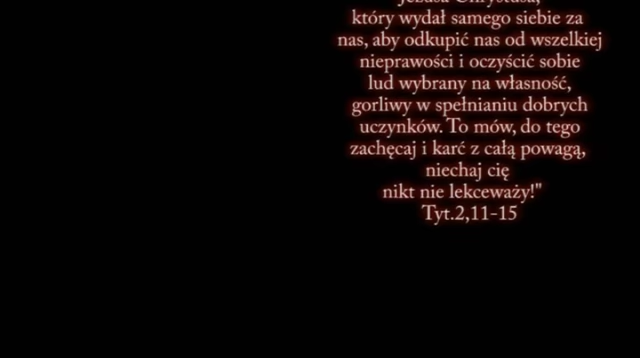 Jezusa Chrystusa,
który wydał samego siebie za
nas, aby odkupić nas od wszelkiej
nieprawości i oczyścić sobie
lud wybrany na własność,
gorliwy w spełnianiu dobrych
uczynków. To mów, do tego
zachęcaj i karć z całą powagą,
niechaj cię
nikt nie lekceważy!"
Tyt.2,11-15